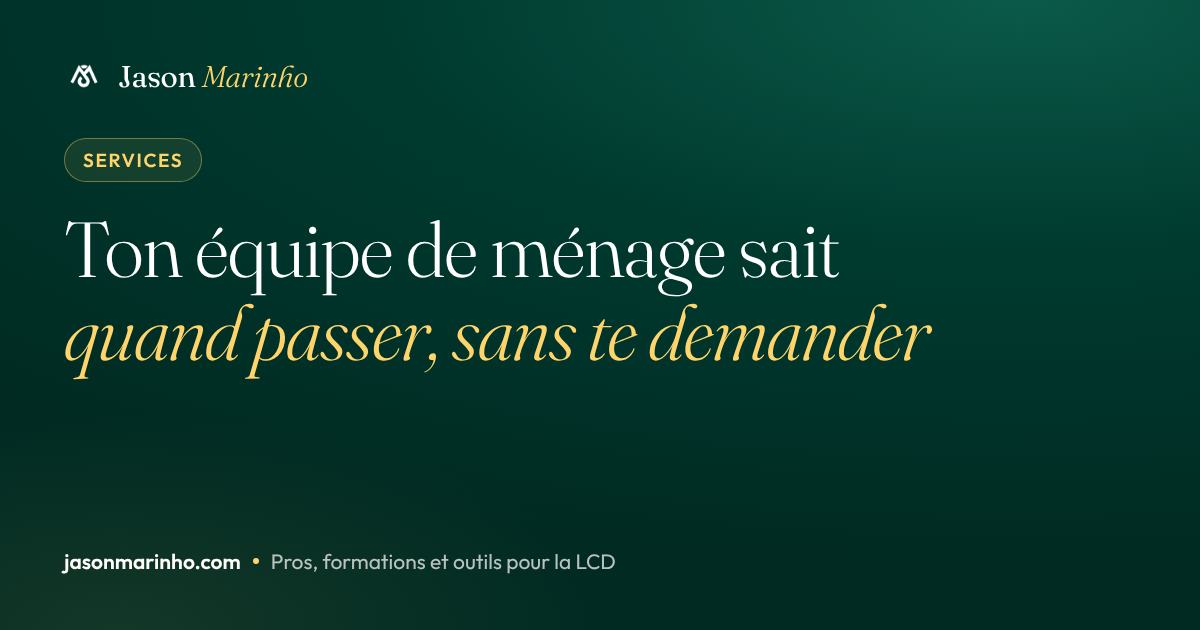 Jason Marinho
SERVICES
Ton équipe de ménage sait
quand passer, sans te demander
jasonmarinho.com • Pros, formations et outils pour la LCD